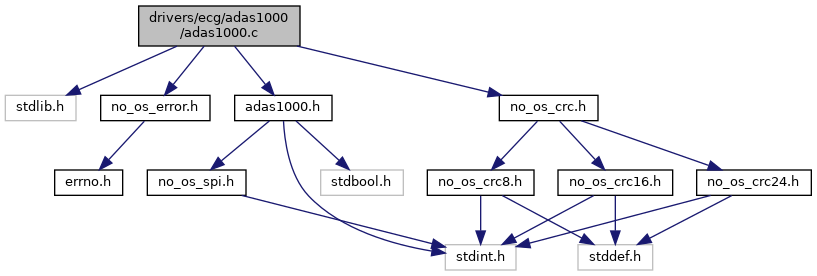 drivers/ecg/adas1000
/adas1000.c
stdlib.h
no_os_error.h
adas1000.h
no_os_crc.h
errno.h
no_os_spi.h
stdbool.h
no_os_crc8.h
no_os_crc16.h
no_os_crc24.h
stdint.h
stddef.h